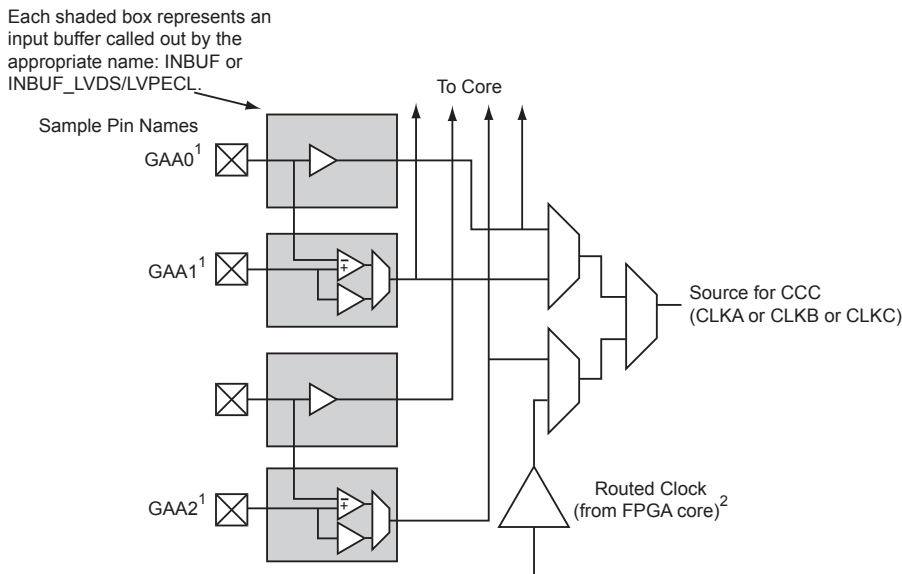 Each shaded box represents an
input buffer called out by the
appropriate name: INBUF or
INBUF_LVDS/LVPECL.
To Core
Sample Pin Names
GAA0¹
GAA1¹
Source for CCC
(CLKA or CLKB or CLKC)
GAA2¹
Routed Clock
(from FPGA core)²